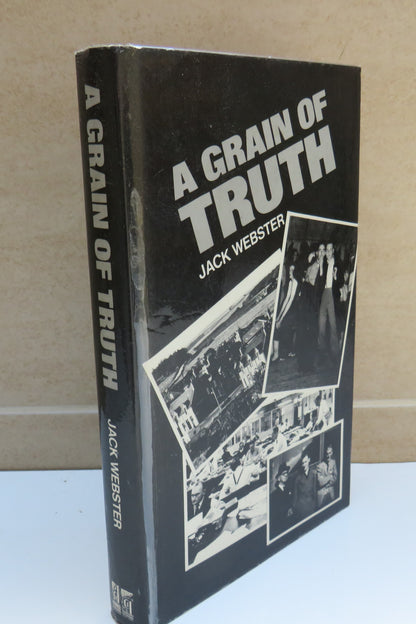 A GRAIN OF TRUTH
JACK WEBSTER
A GRAIN OF
TRUTH
JACK WEBSTER